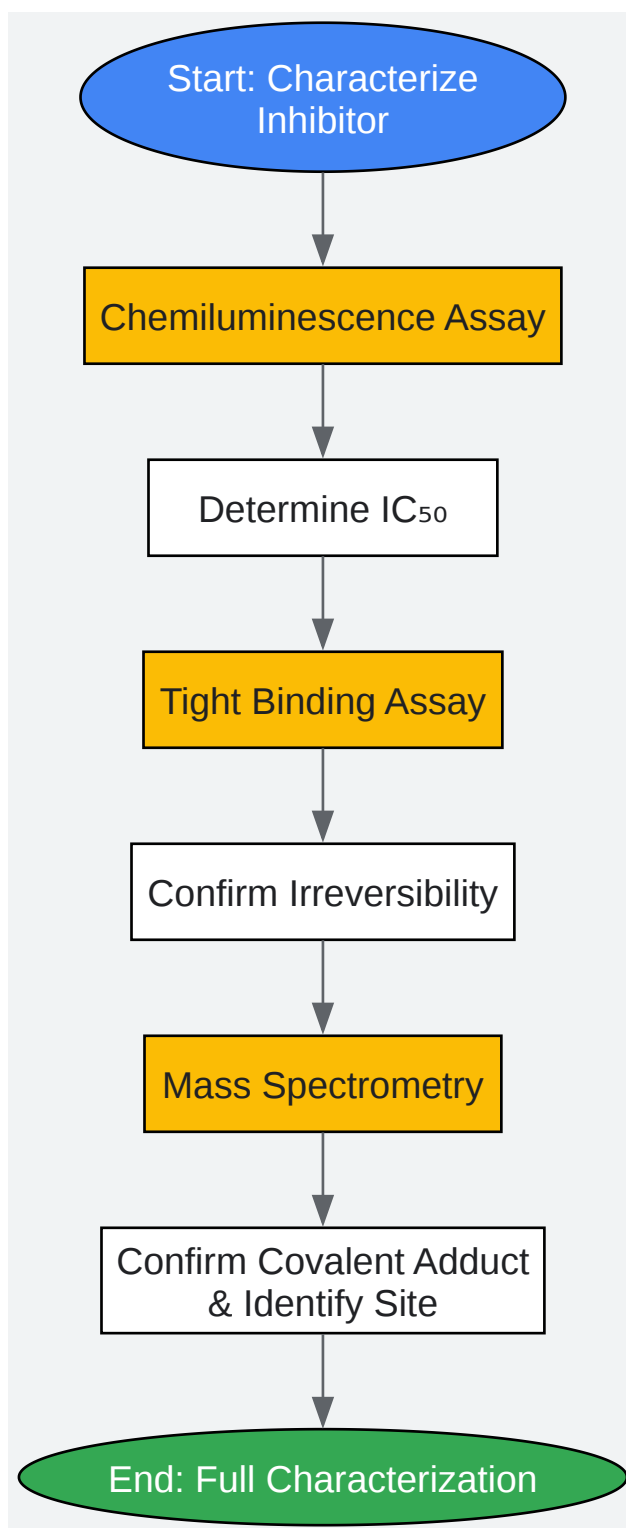 Start: Characterize
Inhibitor
Chemiluminescence Assay
Determine IC₅₀
Tight Binding Assay
Confirm Irreversibility
Mass Spectrometry
Confirm Covalent Adduct
& Identify Site
End: Full Characterization